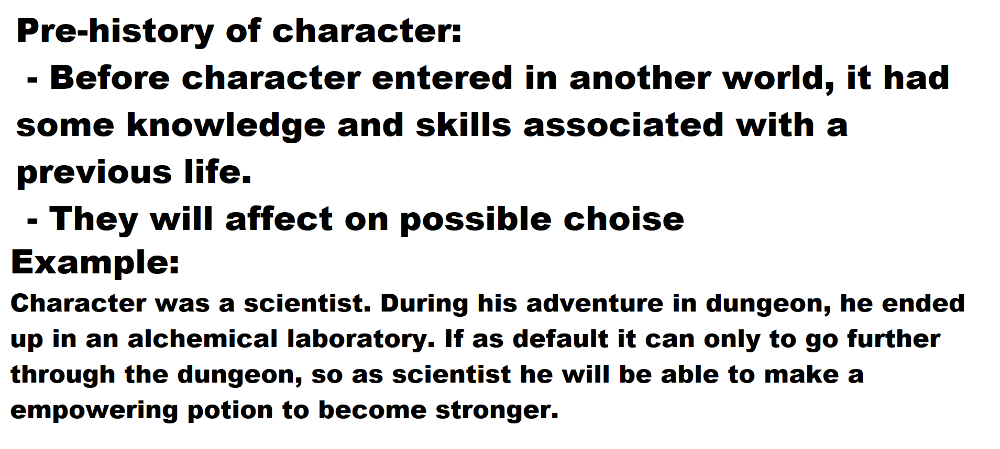 Pre-history of character:
- Before character entered in another world, it had
some knowledge and skills associated with a
previous life.
- They will affect on possible choise
Example:
Character was a scientist. During his adventure in dungeon, he ended
up in an alchemical laboratory. If as default it can only to go further
through the dungeon, so as scientist he will be able to make a
empowering potion to become stronger.